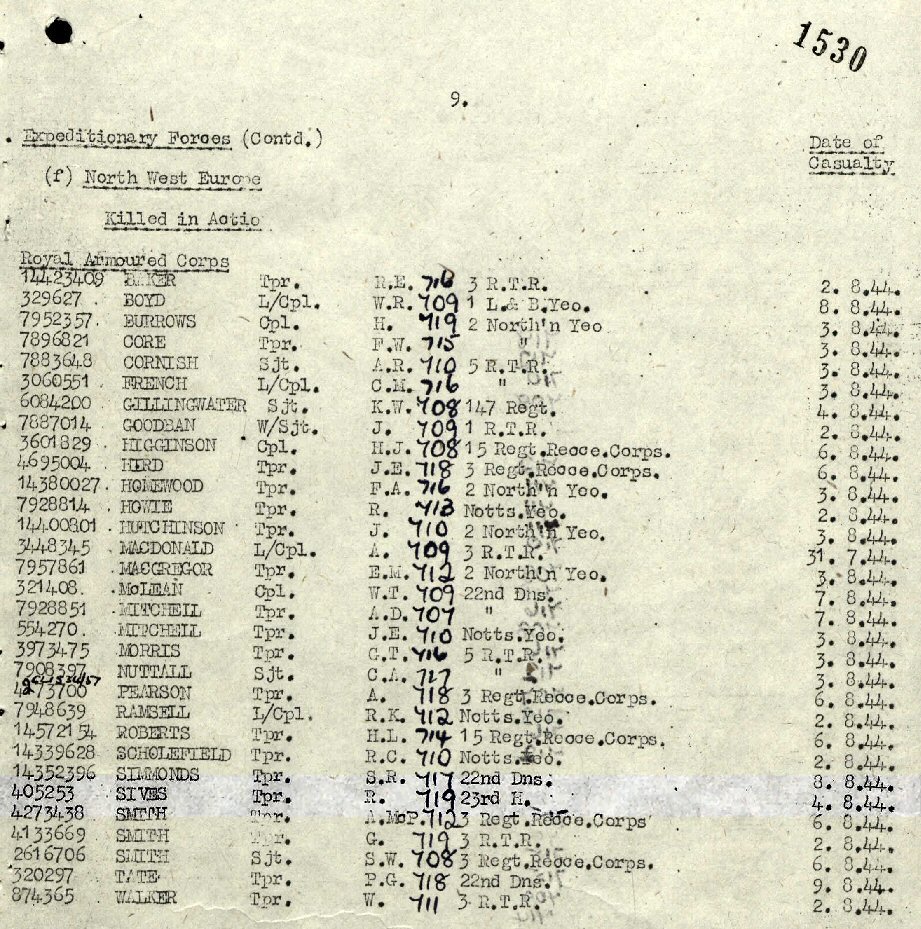 1530
9.
Expeditionary Forces (Contd.) Date of
Casualty
(f) North West Europe
Killed in Actio
Royal Armoured Corps
14423409 BAKER Tpr. R.E. 716 3 R.T.R. 2. 8.44.
329627 . BOYD L/Cpl. W.R. 709 1 L.& B.Yeo. 8. 8.44.
7952357. BURROWS Cpl. H. 719 2 North'n Yeo 3. 8.44.
7896821 CORE Tpr. F.W. 715 " 3. 8.44.
7883648 CORNISH Sjt. A.R. 710 5 R.T.R. 3. 8.44.
3060551 . FRENCH L/Cpl. C.M. 716 " 3. 8.44.
6084200 GILLINGWATER Sjt. K.W. 708 147 Regt. 4. 8.44.
7887014 GOODBAN W/Sjt. J. 709 1 R.T.R. 2. 8.44.
3601829 . HIGGINSON Cpl. H.J. 708 15 Regt.Recce.Corps. 6. 8.44.
4695004 . HIRD Tpr. J.E. 718 3 Regt.Recce.Corps. 6. 8.44.
14380027. HOMEWOOD Tpr. F.A. 716 2 North'n Yeo. 3. 8.44.
7928814 . HOWIE Tpr. R. 713 Notts.Yeo. 2. 8.44.
14400801 . HUTCHINSON Tpr. J. 710 2 North'n Yeo. 3. 8.44.
3448345 . MACDONALD L/Cpl. A. 709 3 R.T.R. 31. 7.44.
7957861 MACGREGOR Tpr. E.M. 712 2 North'n Yeo. 3. 8.44.
321408. McLEAN Cpl. W.T. 709 22nd Dns. 7. 8.44.
7928851 MITCHELL Tpr. A.D. 707 " 7. 8.44.
554270. MITCHELL Tpr. J.E. 710 Notts.Yeo. 3. 8.44.
3973475 MORRIS Tpr. G.T. 716 5 R.T.R. 3. 8.44.
7908397 NUTTALL Sjt. C.A. 727 " 3. 8.44.
4273700 PEARSON Tpr. A. 718 3 Regt.Recce.Corps. 6. 8.44.
7948639 RAMSELL L/Cpl. R.K. 712 Notts.Yeo. 2. 8.44.
14572154 ROBERTS Tpr. H.L. 714 15 Regt.Recce.Corps. 6. 8.44.
14339628 SCHOLEFIELD Tpr. R.C. 710 Notts.Yeo. 2. 8.44.
14352396 SIMMONDS Tpr. S.R. 717 22nd Dns. 8. 8.44.
405253 SIVES Tpr. R. 719 23rd H. 4. 8.44.
4273438 SMITH Tpr. A.McP. 712 3 Regt.Recce.Corps 6. 8.44.
4133669 SMITH Tpr. G. 719 3 R.T.R. 2. 8.44.
2616706 SMITH Sjt. S.W. 708 3 Regt.Recce.Corps. 6. 8.44.
320297 . TATE Tpr. P.G. 718 22nd Dns. 9. 8.44.
874365 . WALKER Tpr. W. 711 3 R.T.R. 2. 8.44.